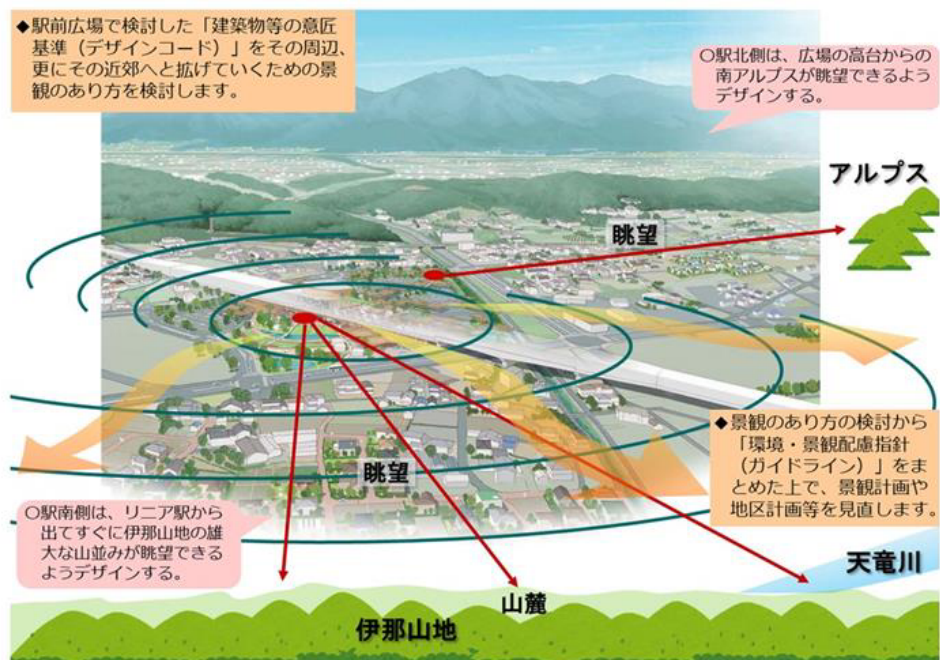 ◆駅前広場で検討した「建築物等の意匠
基準（デザインコード）」をその周辺、
更にその近郊へと拡げていくための景
観のあり方を検討します。
〇駅北側は、広場の高台からの
南アルプスが眺望できるよう
デザインする。
アルプス
眺望
◆景観のあり方の検討から
「環境・景観配慮指針
（ガイドライン）」をま
とめた上で、景観計画や
地区計画等を見直します。
眺望
〇駅南側は、リニア駅から
出てすぐに伊那山地の雄
大な山並みが眺望できる
ようデザインする。
天竜川
山麓
伊那山地